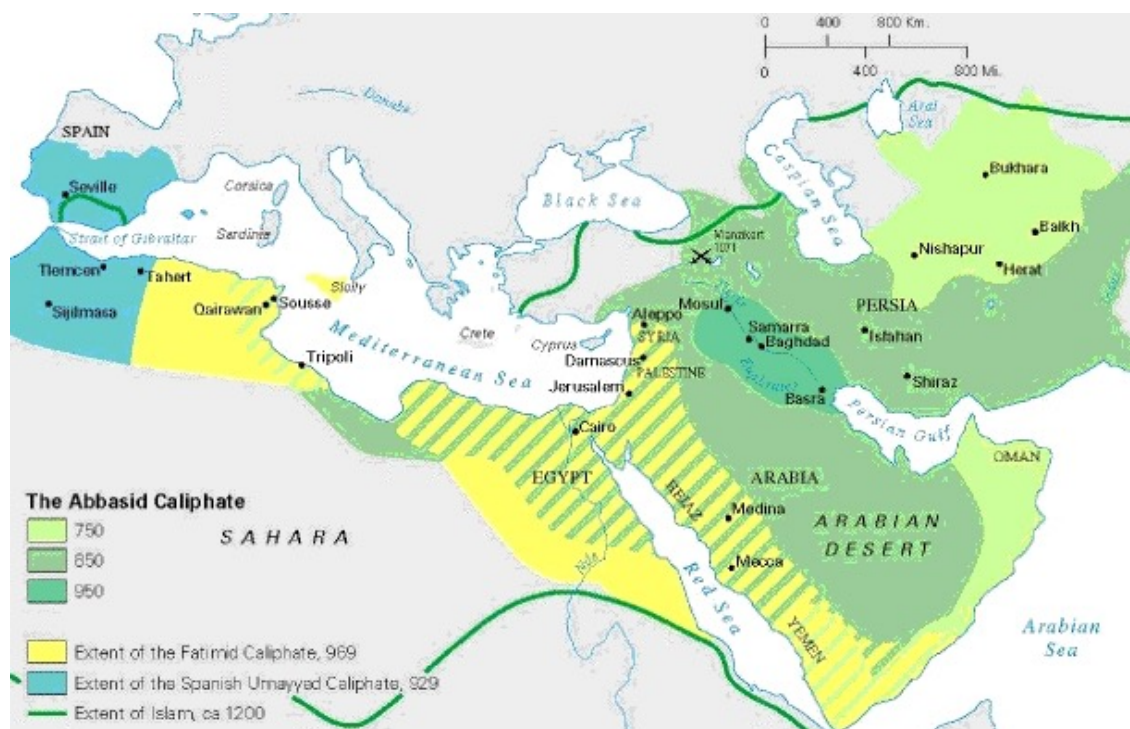 0 400 800 Km.
0 400 800 Mi.
Danube
Aral
Sea
SPAIN
Seville
Corsica
Sardinia
Strait of Gibraltar
Black Sea
Caspian Sea
Bukhara
Balkh
Nishapur
Herat
Manzikert
1071
Tlemcen
Tahert
Sijilmasa
Qairawan
Sousse
Sicily
Tripoli
Mediterranean Sea
Crete
Cyprus
Aleppo
SYRIA
Damascus
PALESTINE
Jerusalem
Mosul
Samarra
Baghdad
Basra
PERSIA
Isfahan
Shiraz
Persian Gulf
OMAN
Cairo
EGYPT
Nile
HEJAZ
ARABIA
Medina
Mecca
ARABIAN
DESERT
Red Sea
YEMEN
Arabian
Sea
SAHARA
The Abbasid Caliphate
750
850
950
Extent of the Fatimid Caliphate, 969
Extent of the Spanish Umayyad Caliphate, 929
Extent of Islam, ca 1200